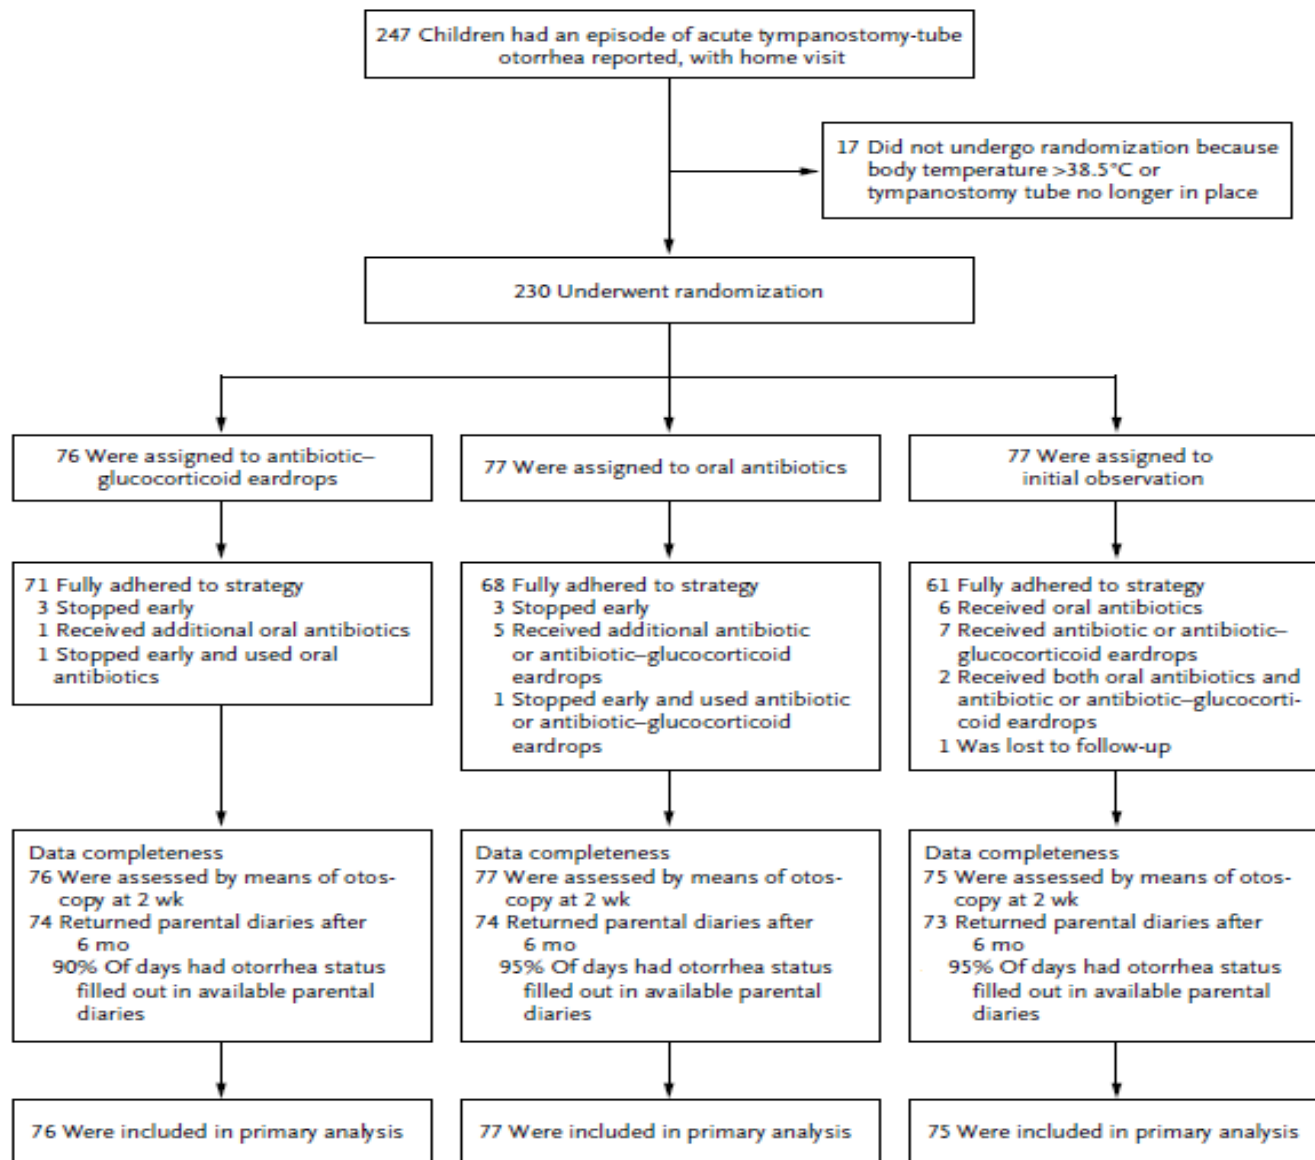 247 Children had an episode of acute tympanostomy-tube
otorrhea reported, with home visit
17 Did not undergo randomization because
body temperature >38.5°C or
tympanostomy tube no longer in place
230 Underwent randomization
76 Were assigned to antibiotic–
glucocorticoid eardrops
77 Were assigned to oral antibiotics
77 Were assigned to
initial observation
71 Fully adhered to strategy
3 Stopped early
1 Received additional oral antibiotics
1 Stopped early and used oral
antibiotics
68 Fully adhered to strategy
3 Stopped early
5 Received additional antibiotic
or antibiotic–glucocorticoid
eardrops
1 Stopped early and used antibiotic
or antibiotic–glucocorticoid
eardrops
61 Fully adhered to strategy
6 Received oral antibiotics
7 Received antibiotic or antibiotic–
glucocorticoid eardrops
2 Received both oral antibiotics and
antibiotic or antibiotic–glucocorti-
coid eardrops
1 Was lost to follow-up
Data completeness
76 Were assessed by means of otos-
copy at 2 wk
74 Returned parental diaries after
6 mo
90% Of days had otorrhea status
filled out in available parental
diaries
Data completeness
77 Were assessed by means of otos-
copy at 2 wk
74 Returned parental diaries after
6 mo
95% Of days had otorrhea status
filled out in available parental
diaries
Data completeness
75 Were assessed by means of otos-
copy at 2 wk
73 Returned parental diaries after
6 mo
95% Of days had otorrhea status
filled out in available parental
diaries
76 Were included in primary analysis
77 Were included in primary analysis
75 Were included in primary analysis